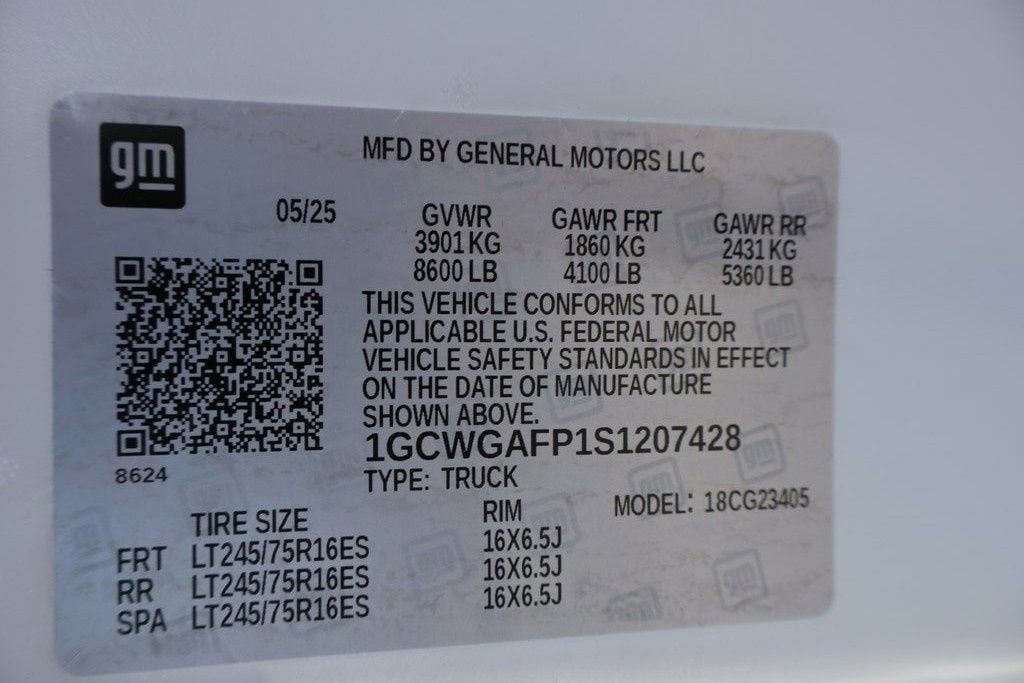 gm
MFD BY GENERAL MOTORS LLC
05/25 GVWR GAWR FRT GAWR RR
3901 KG 1860 KG 2431 KG
8600 LB 4100 LB 5360 LB
THIS VEHICLE CONFORMS TO ALL
APPLICABLE U.S. FEDERAL MOTOR
VEHICLE SAFETY STANDARDS IN EFFECT
ON THE DATE OF MANUFACTURE
SHOWN ABOVE.
1GCWGAFP1S1207428
8624
TYPE: TRUCK
MODEL: 18CG23405
TIRE SIZE RIM
FRT LT245/75R16ES 16X6.5J
RR LT245/75R16ES 16X6.5J
SPA LT245/75R16ES 16X6.5J